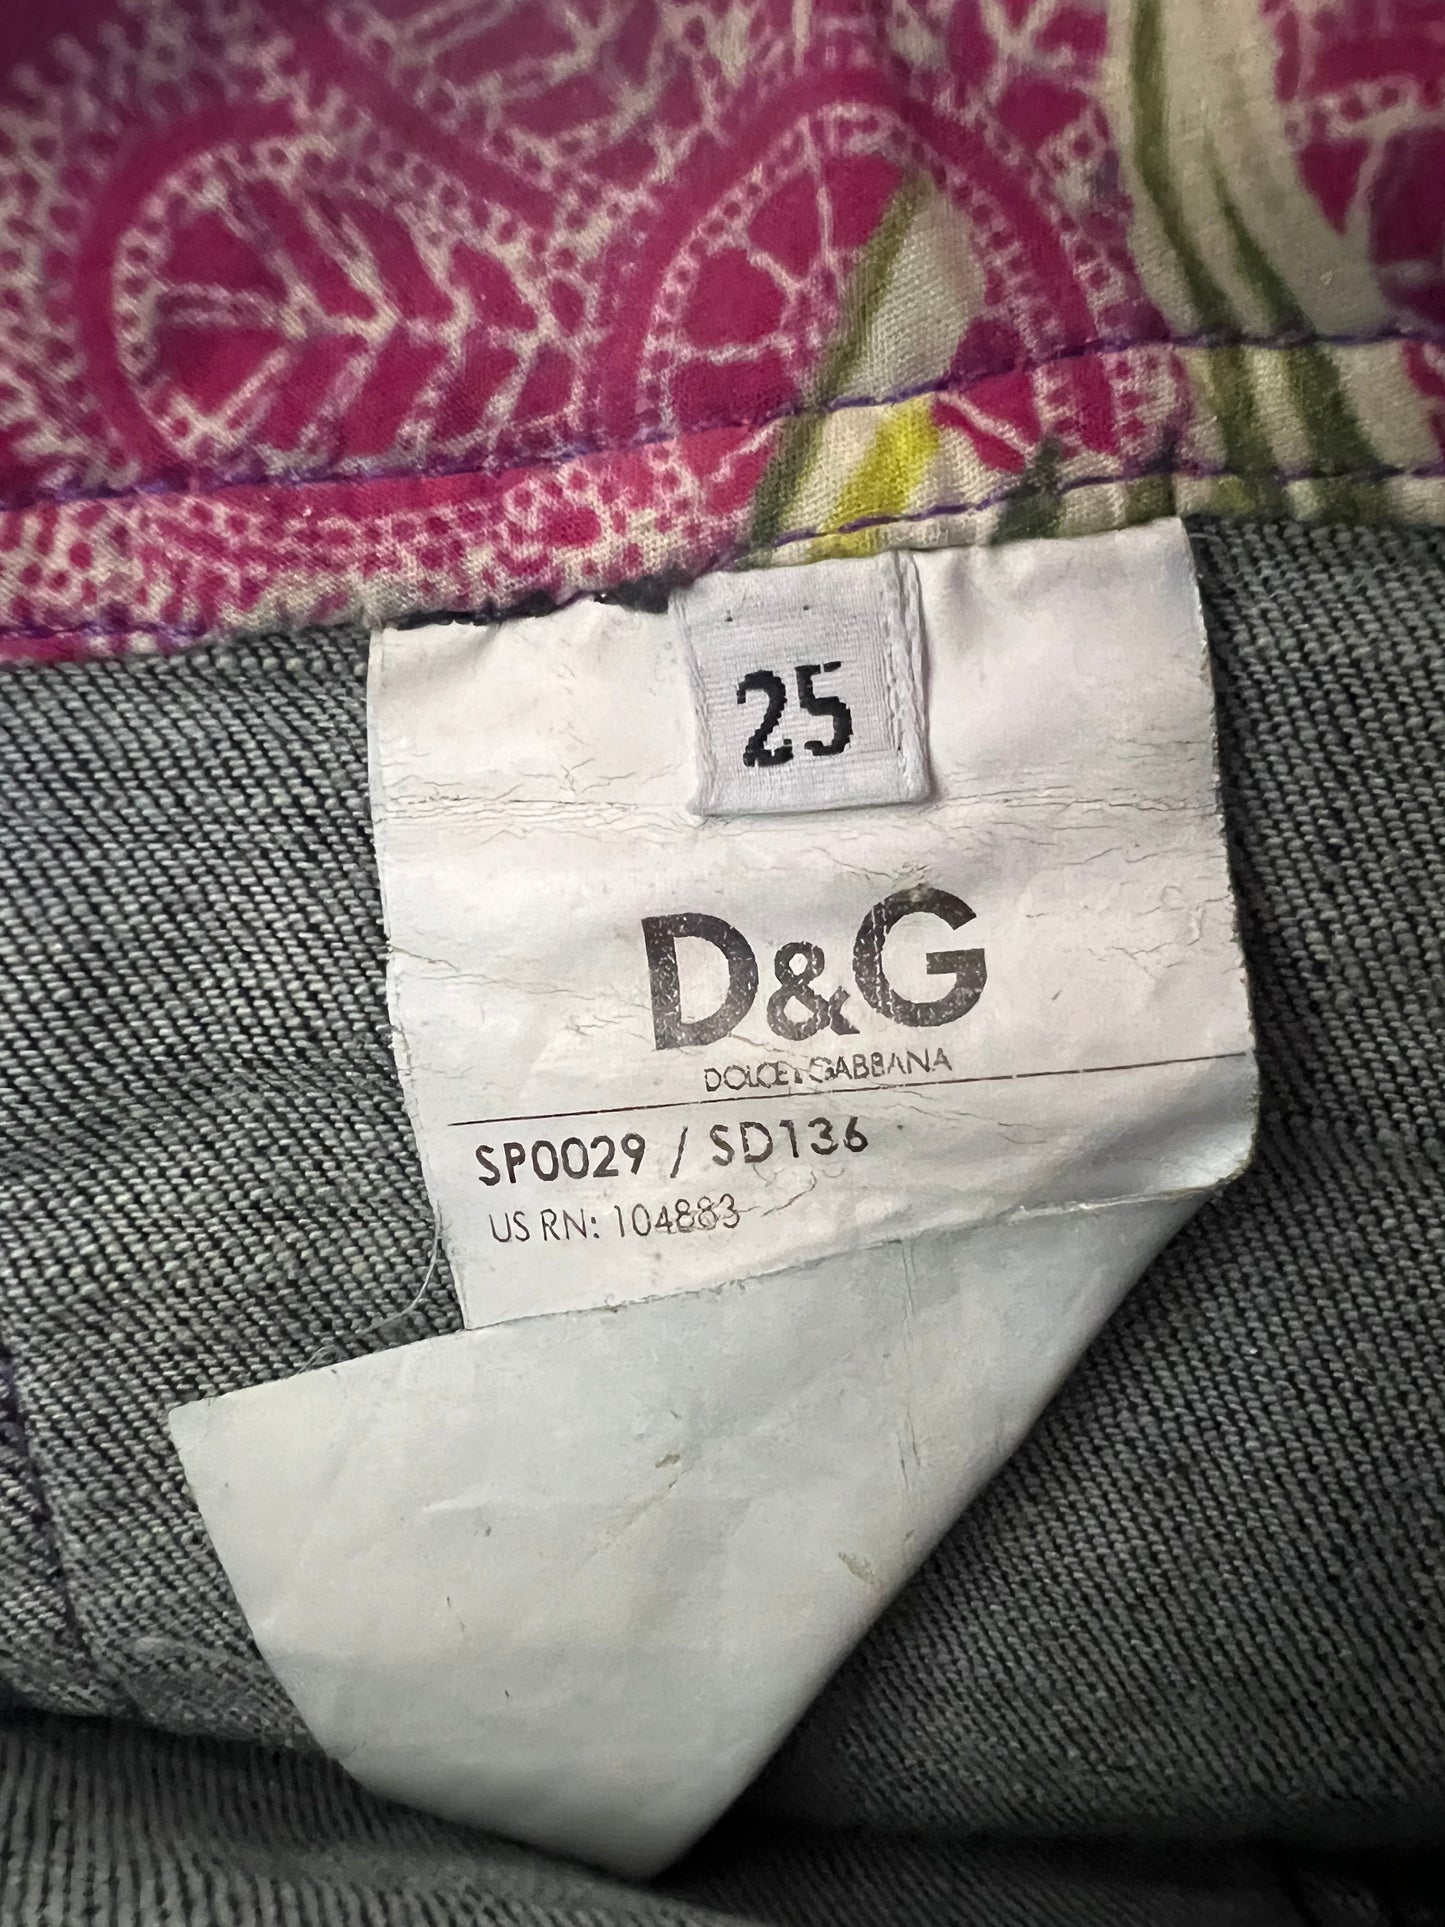 25
D&G
DOLCE & GABBANA
SP0029 / SD136
US RN: 104883